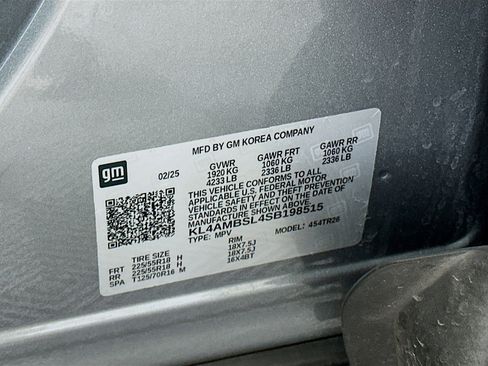 MFD BY GM KOREA COMPANY
gm
02/25 GVWR GAWR FRT GAWR RR
1920 KG 1060 KG 1060 KG
4233 LB 2336 LB 2336 LB
THIS VEHICLE CONFORMS TO ALL
APPLICABLE U.S. FEDERAL MOTOR
VEHICLE SAFETY AND THEFT PREVENTION
STANDARDS IN EFFECT ON THE DATE OF
MANUFACTURE SHOWN ABOVE.
KL4AMBSL4SB198515
TYPE: MPV MODEL: 4S4TR26
TIRE SIZE RIM
FRT 225/55R18 H 18X7.5J
RR 225/55R18 H 18X7.5J
SPA T125/70R16 M 16X4BT